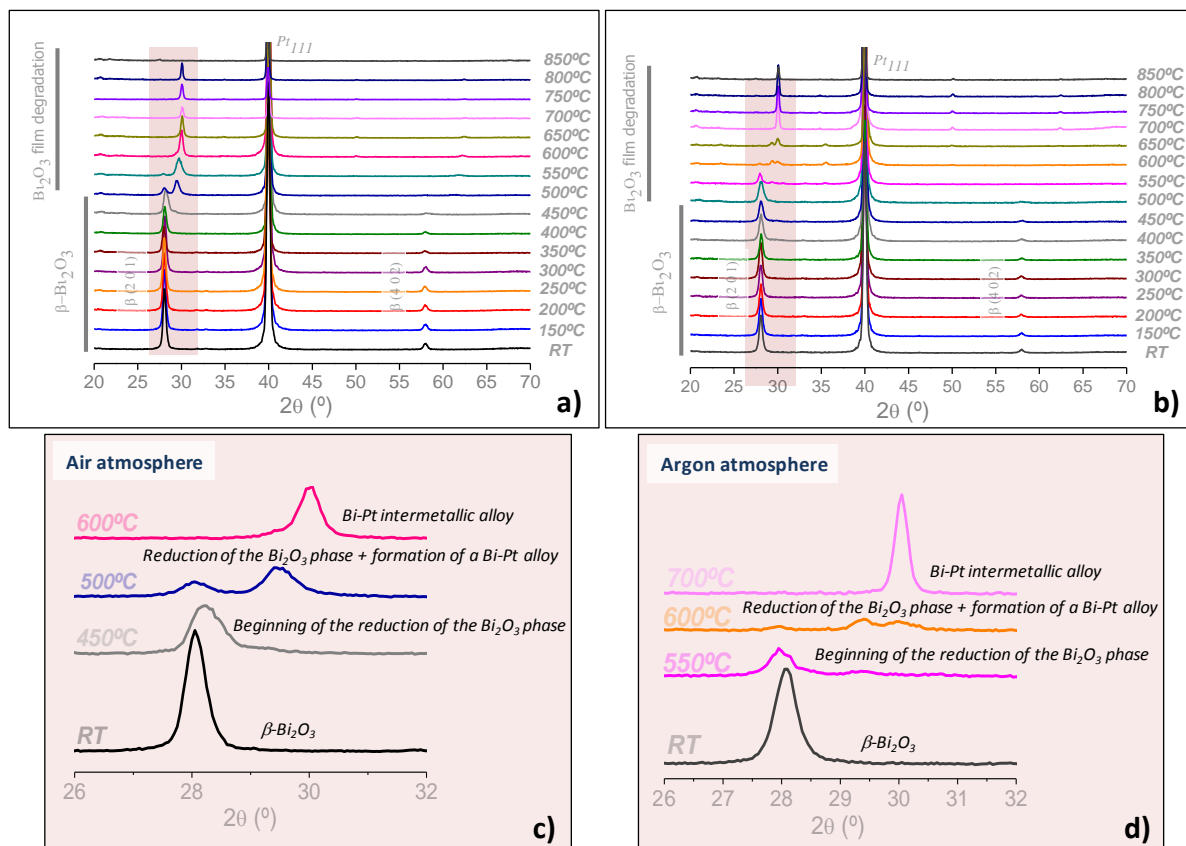 a)
Pt111
Bi2O3 film degradation
β–Bi2O3
β (2 0 1)
β (4 0 2)
850ºC
800ºC
750ºC
700ºC
650ºC
600ºC
550ºC
500ºC
450ºC
400ºC
350ºC
300ºC
250ºC
200ºC
150ºC
RT
20 25 30 35 40 45 50 55 60 65 70
2θ (º)
b)
Pt111
Bi2O3 film degradation
β–Bi2O3
β (2 0 1)
β (4 0 2)
850ºC
800ºC
750ºC
700ºC
650ºC
600ºC
550ºC
500ºC
450ºC
400ºC
350ºC
300ºC
250ºC
200ºC
150ºC
RT
20 25 30 35 40 45 50 55 60 65 70
2θ (º)
Air atmosphere
600ºC
Bi-Pt intermetallic alloy
Reduction of the Bi2O3 phase + formation of a Bi-Pt alloy
500ºC
Beginning of the reduction of the Bi2O3 phase
450ºC
RT
β-Bi2O3
26 28 30 32
2θ (º)
c)
Argon atmosphere
700ºC
Bi-Pt intermetallic alloy
Reduction of the Bi2O3 phase + formation of a Bi-Pt alloy
600ºC
Beginning of the reduction of the Bi2O3 phase
550ºC
RT
β-Bi2O3
26 27 28 29 30 31 32
2θ (º)
d)